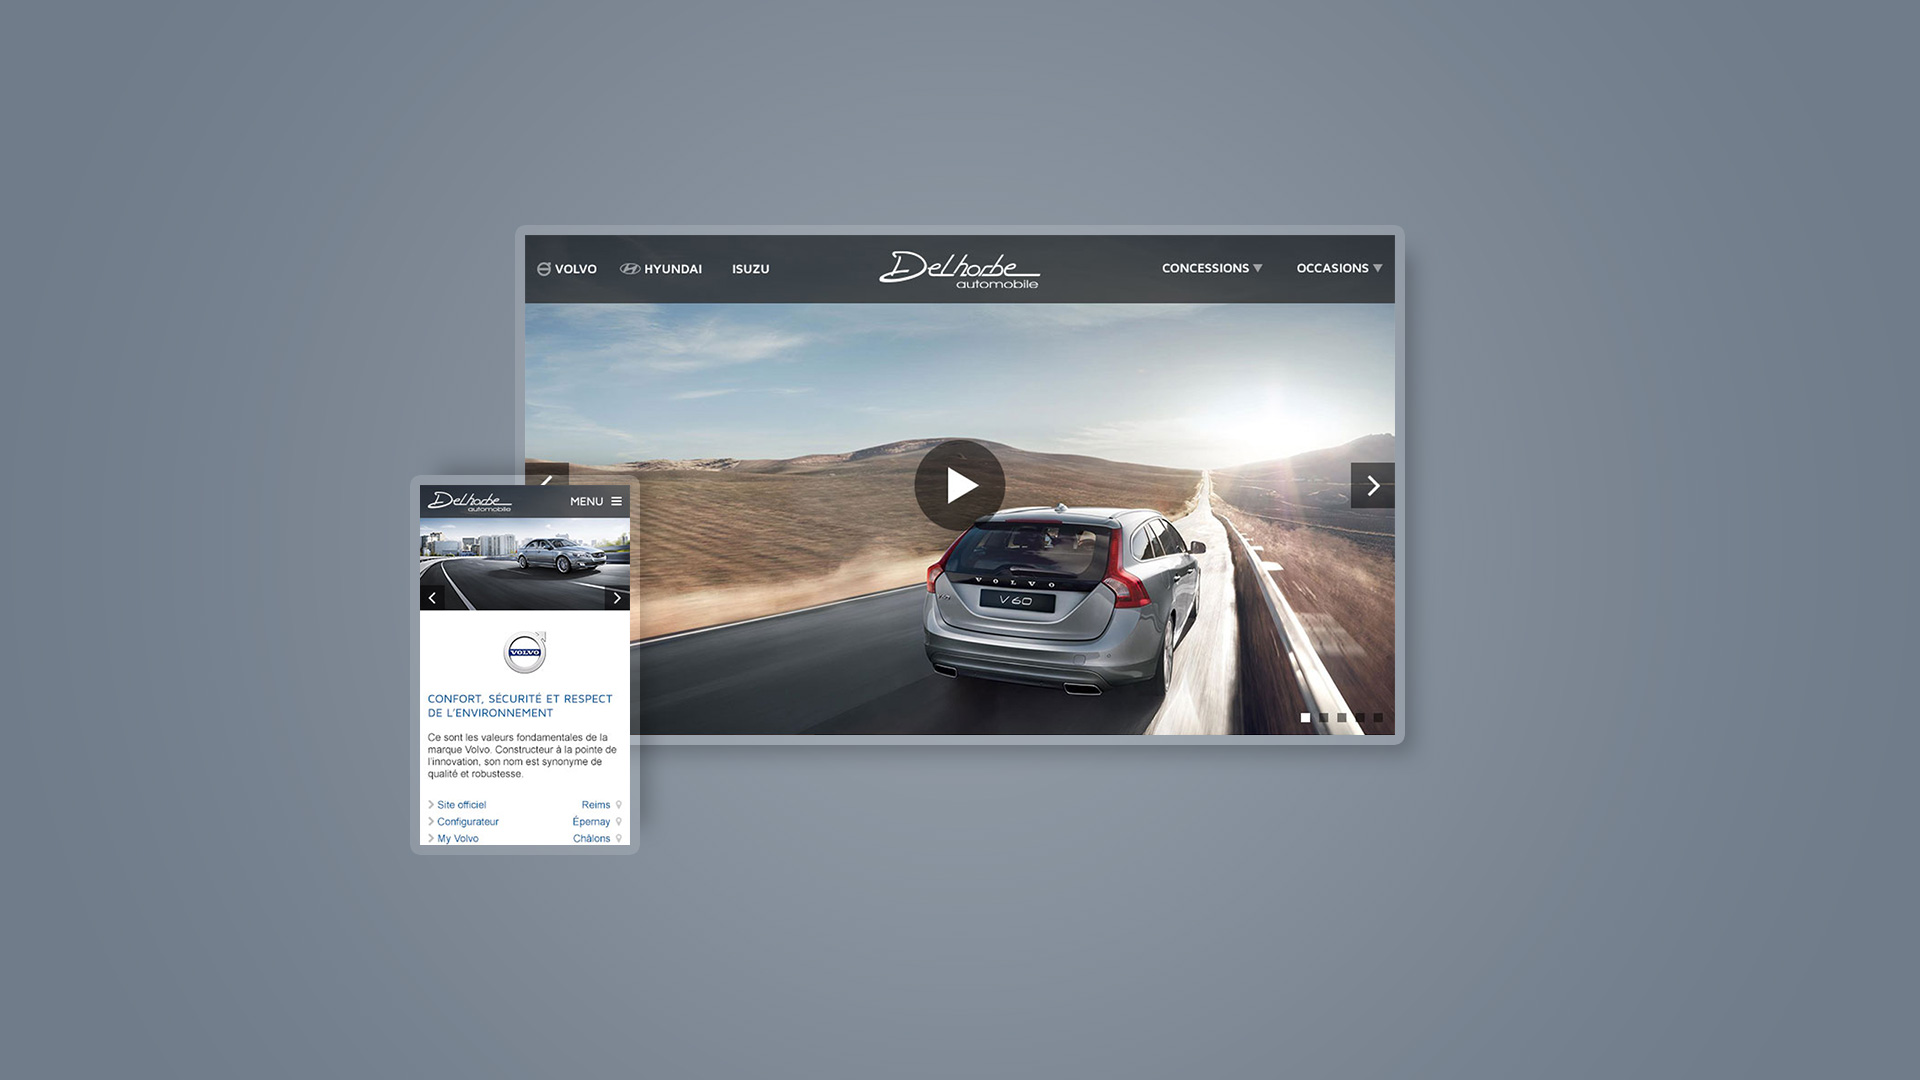 VOLVO
HYUNDAI
ISUZU
Delhorbe
automobile
CONCESSIONS
OCCASIONS
VOLVO
V60
Delhorbe
automobile
MENU
VOLVO
CONFORT, SÉCURITÉ ET RESPECT
DE L'ENVIRONNEMENT
Ce sont les valeurs fondamentales de la
marque Volvo. Constructeur à la pointe de
l'innovation, son nom est synonyme de
qualité et robustesse.
Site officiel
Reims
Configurateur
Épernay
My Volvo
Châlons